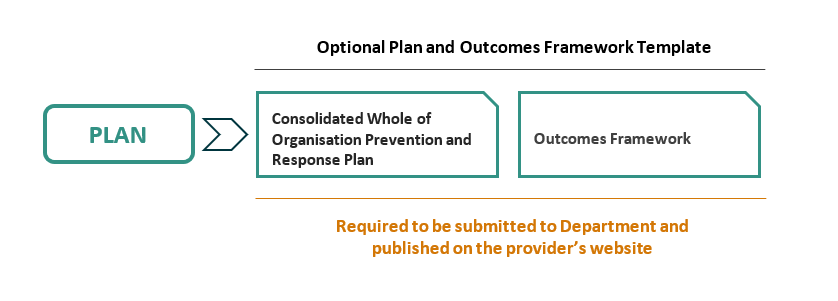 Optional Plan and Outcomes Framework Template
PLAN
Consolidated Whole of
Organisation Prevention and
Response Plan
Outcomes Framework
Required to be submitted to Department and
published on the provider’s website